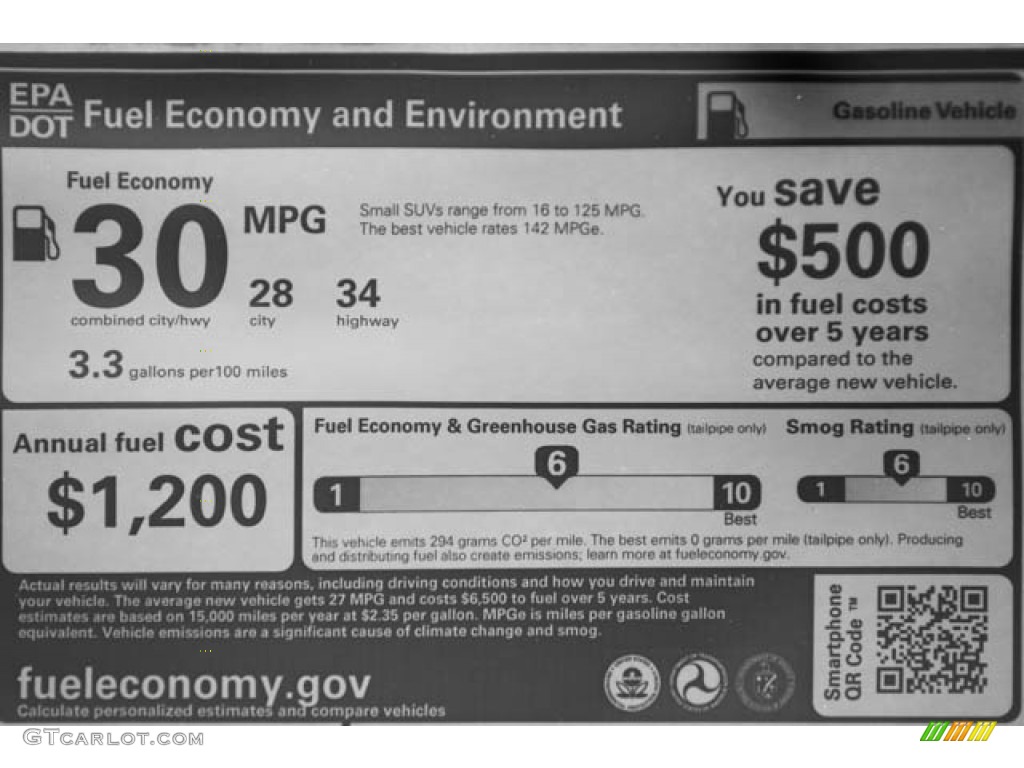 EPA
DOT
Fuel Economy and Environment
Gasoline Vehicle
Fuel Economy
30
MPG
combined city/hwy
28
city
34
highway
3.3 gallons per100 miles
Small SUVs range from 16 to 125 MPG.
The best vehicle rates 142 MPGe.
You save
$500
in fuel costs
over 5 years
compared to the
average new vehicle.
Annual fuel cost
$1,200
Fuel Economy & Greenhouse Gas Rating (tailpipe only)
1
6
10
Best
Smog Rating (tailpipe only)
1
6
10
Best
This vehicle emits 294 grams CO² per mile. The best emits 0 grams per mile (tailpipe only). Producing
and distributing fuel also create emissions; learn more at fueleconomy.gov.
Actual results will vary for many reasons, including driving conditions and how you drive and maintain
your vehicle. The average new vehicle gets 27 MPG and costs $6,500 to fuel over 5 years. Cost
estimates are based on 15,000 miles per year at $2.35 per gallon. MPGe is miles per gasoline gallon
equivalent. Vehicle emissions are a significant cause of climate change and smog.
fueleconomy.gov
Calculate personalized estimates and compare vehicles
Smartphone
QR Code ™
GTcarlot.com